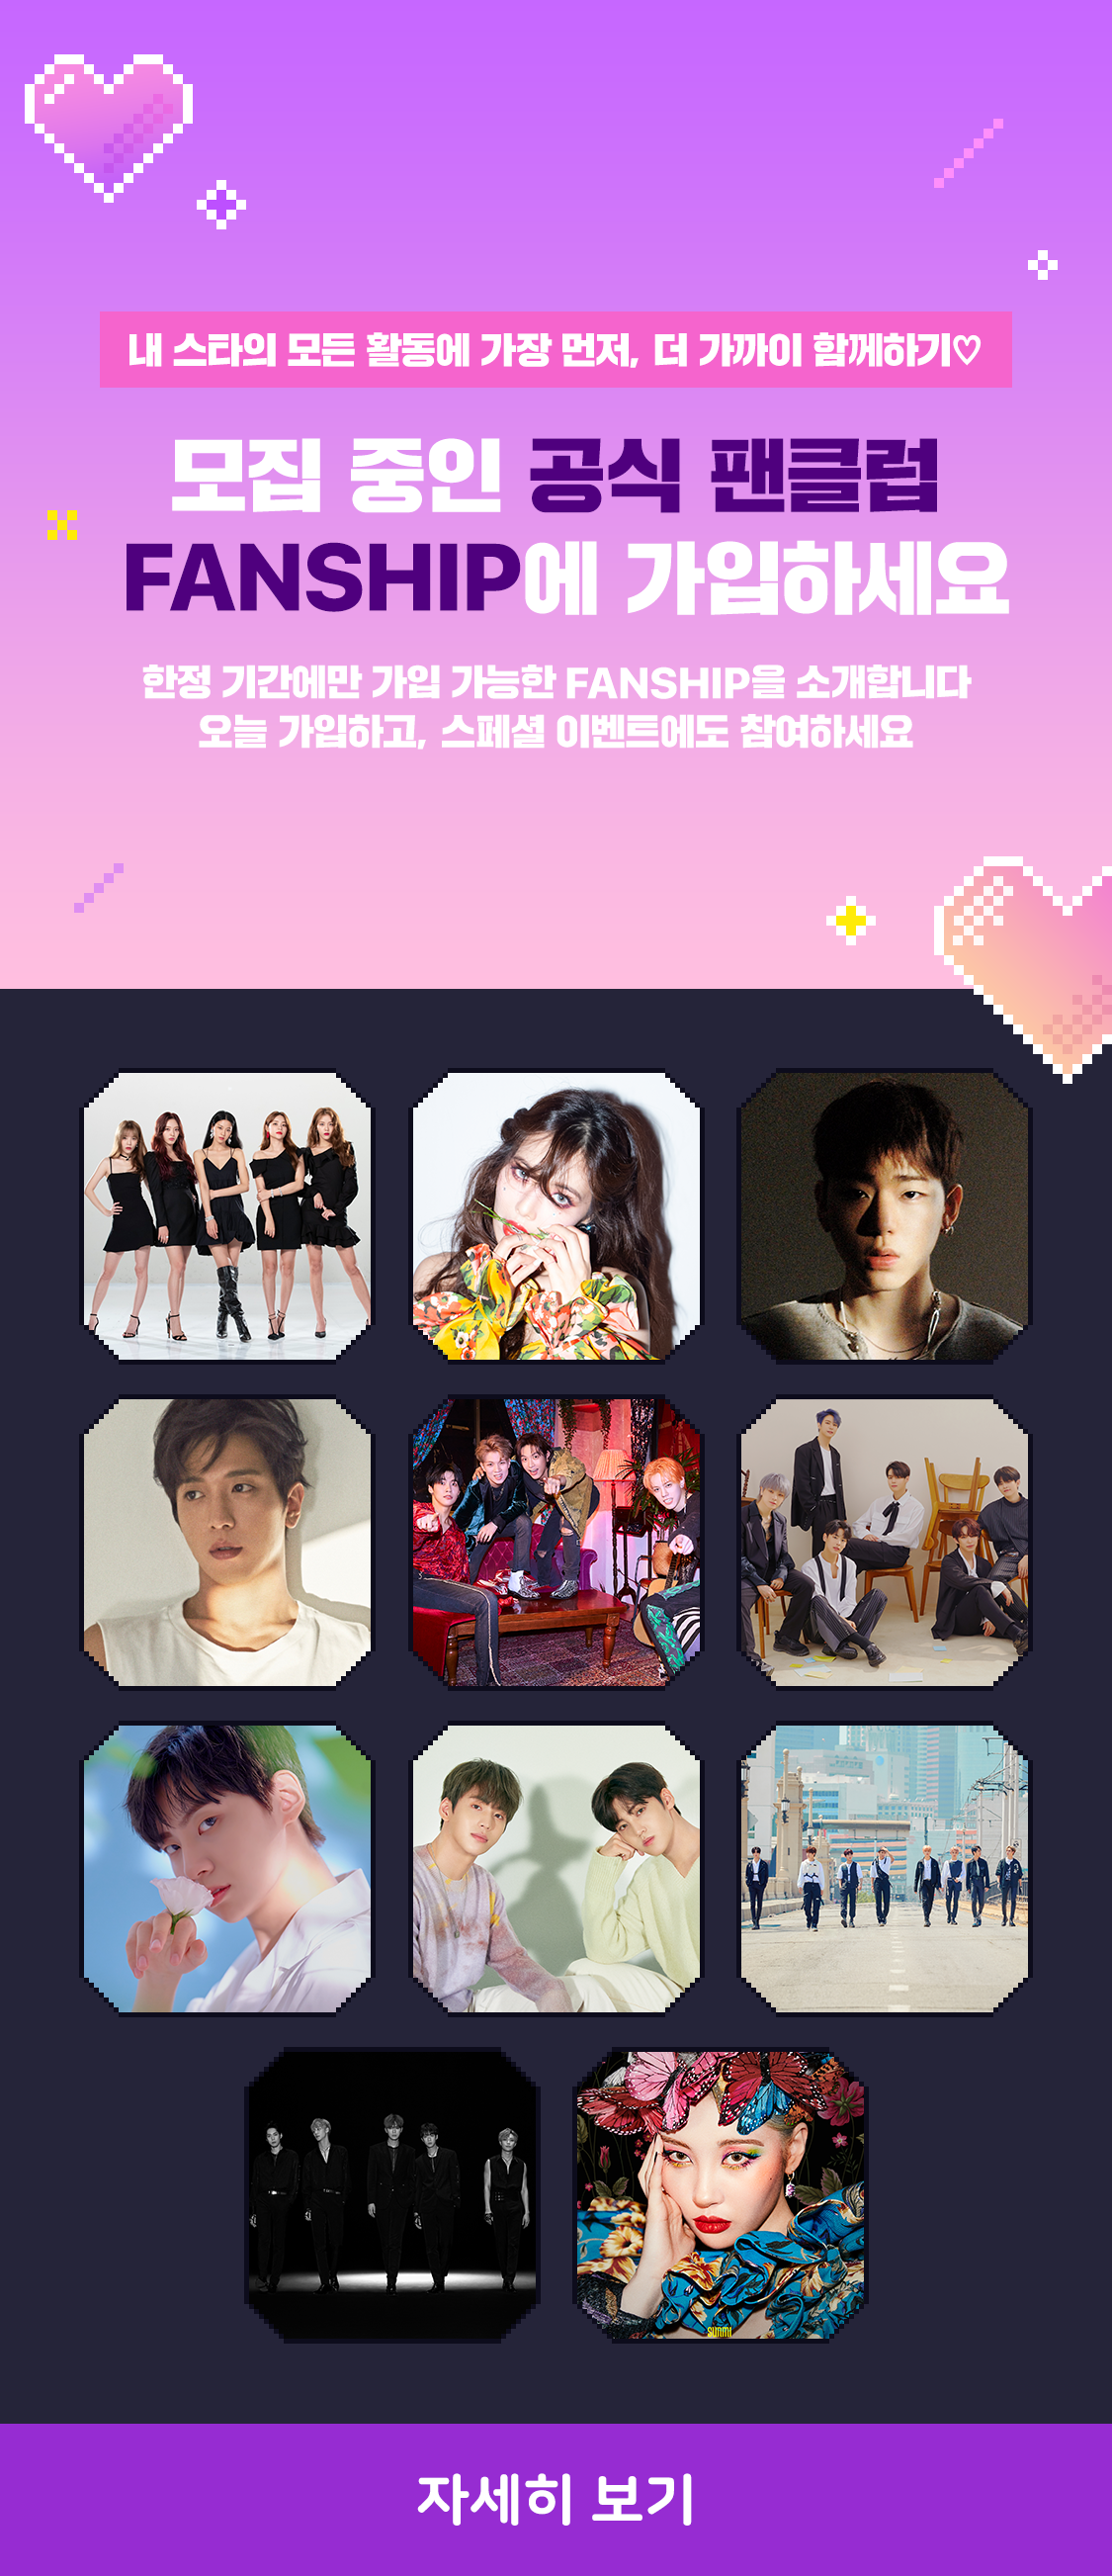 내 스타의 모든 활동에 가장 먼저, 더 가까이 함께하기♡
모집 중인 공식 팬클럽
FANSHIP에 가입하세요
한정 기간에만 가입 가능한 FANSHIP을 소개합니다
오늘 가입하고, 스페셜 이벤트에도 참여하세요
SUNMI
자세히 보기